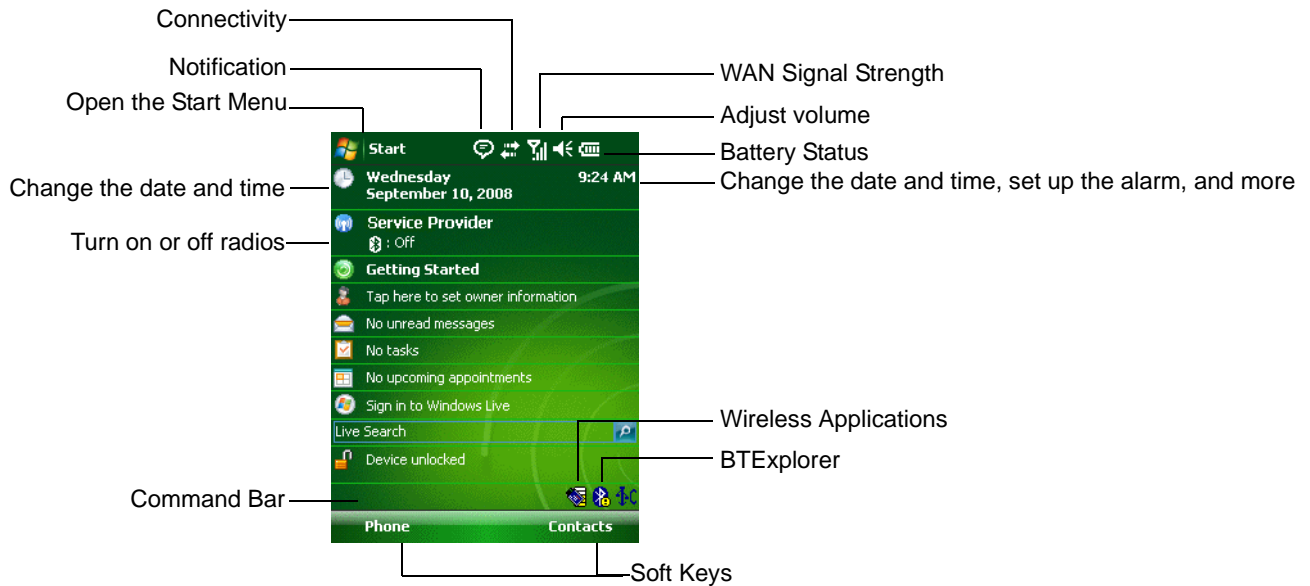 Connectivity
Notification
WAN Signal Strength
Open the Start Menu
Adjust volume
Start
Battery Status
Change the date and time
Wednesday
9:24 AM
September 10, 2008
Change the date and time, set up the alarm, and more
Service Provider
Turn on or off radios
: Off
Getting Started
Tap here to set owner information
No unread messages
No tasks
No upcoming appointments
Sign in to Windows Live
Live Search
Wireless Applications
Device unlocked
BTExplorer
Command Bar
Phone
Contacts
Soft Keys